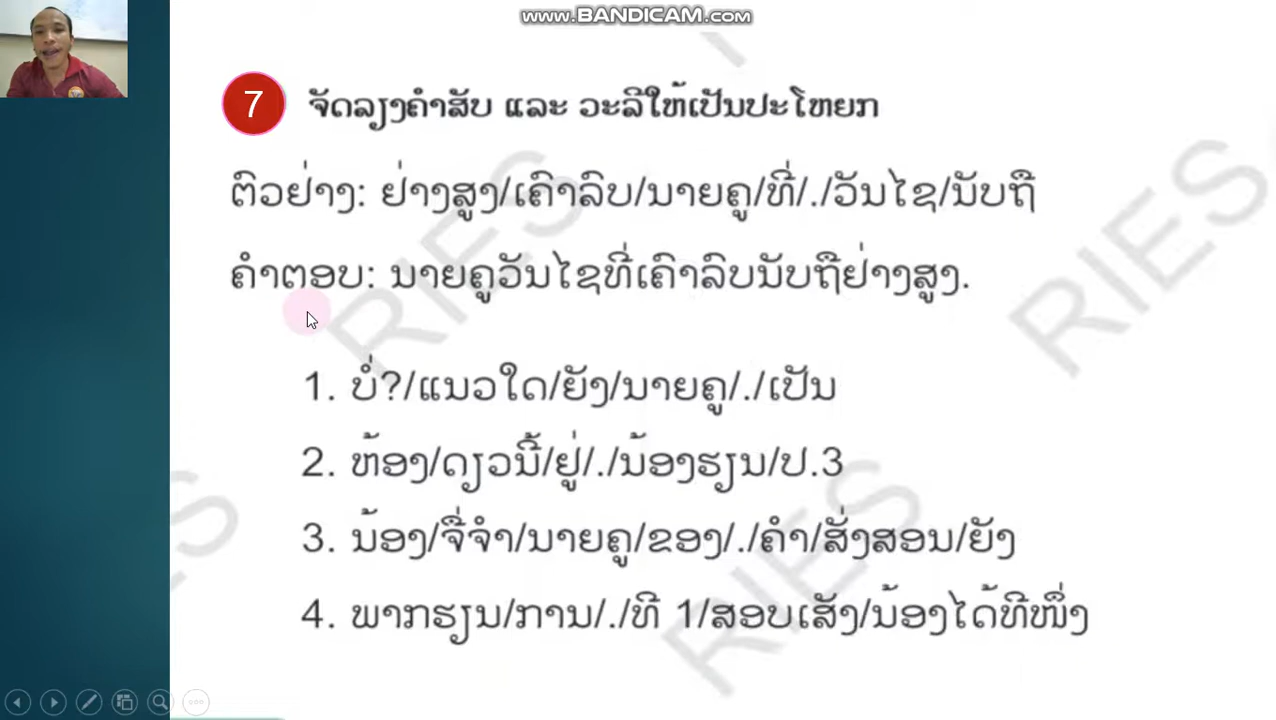 www.BANDICAM.com
7 ຈັດລຽງຄຳສັບ ແລະ ວະລີໃຫ້ເປັນປະໂຫຍກ
ຕົວຢ່າງ: ຢ່າງສູງ/ເຄົາລົບ/ນາຍຄູ/ທີ່/./ວັນໄຊ/ນັບຖື
ຄຳຕອບ: ນາຍຄູວັນໄຊທີ່ເຄົາລົບນັບຖືຢ່າງສູງ.
1. ບໍ່?/ແນວໃດ/ຍັງ/ນາຍຄູ/./ເປັນ
2. ຫ້ອງ/ດຽວນີ້/ຢູ່/./ນ້ອງຮຽນ/ປ.3
3. ນ້ອງ/ຈື່ຈຳ/ນາຍຄູ/ຂອງ/./ຄຳ/ສັ່ງສອນ/ຍັງ
4. ພາກຮຽນ/ການ/./ທີ 1/ສອບເສັງ/ນ້ອງໄດ້ທີໜຶ່ງ
RIES
RIES
RIES